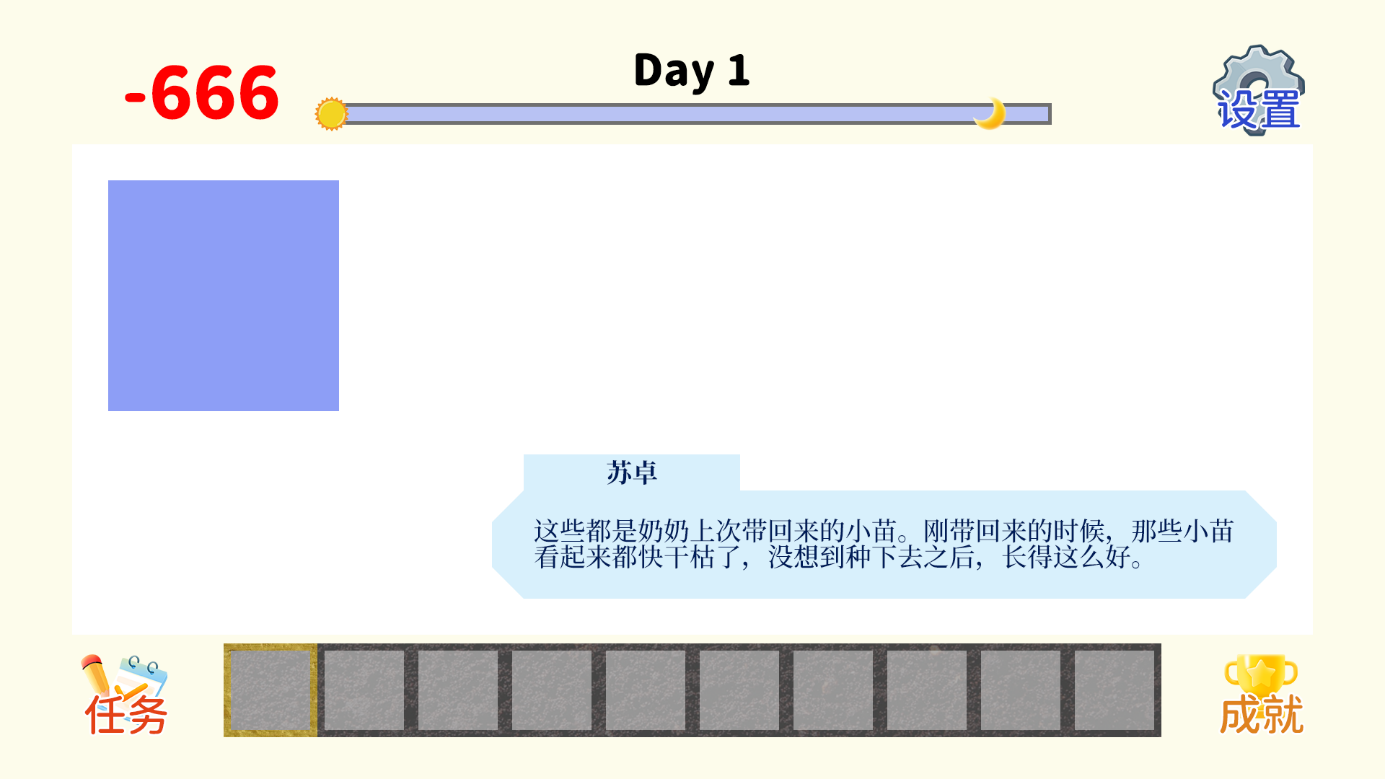 Day 1
-666
设置
苏卓
这些都是奶奶上次带回来的小苗。刚带回来的时候，那些小苗
看起来都快干枯了，没想到种下去之后，长得这么好。
任务
成就